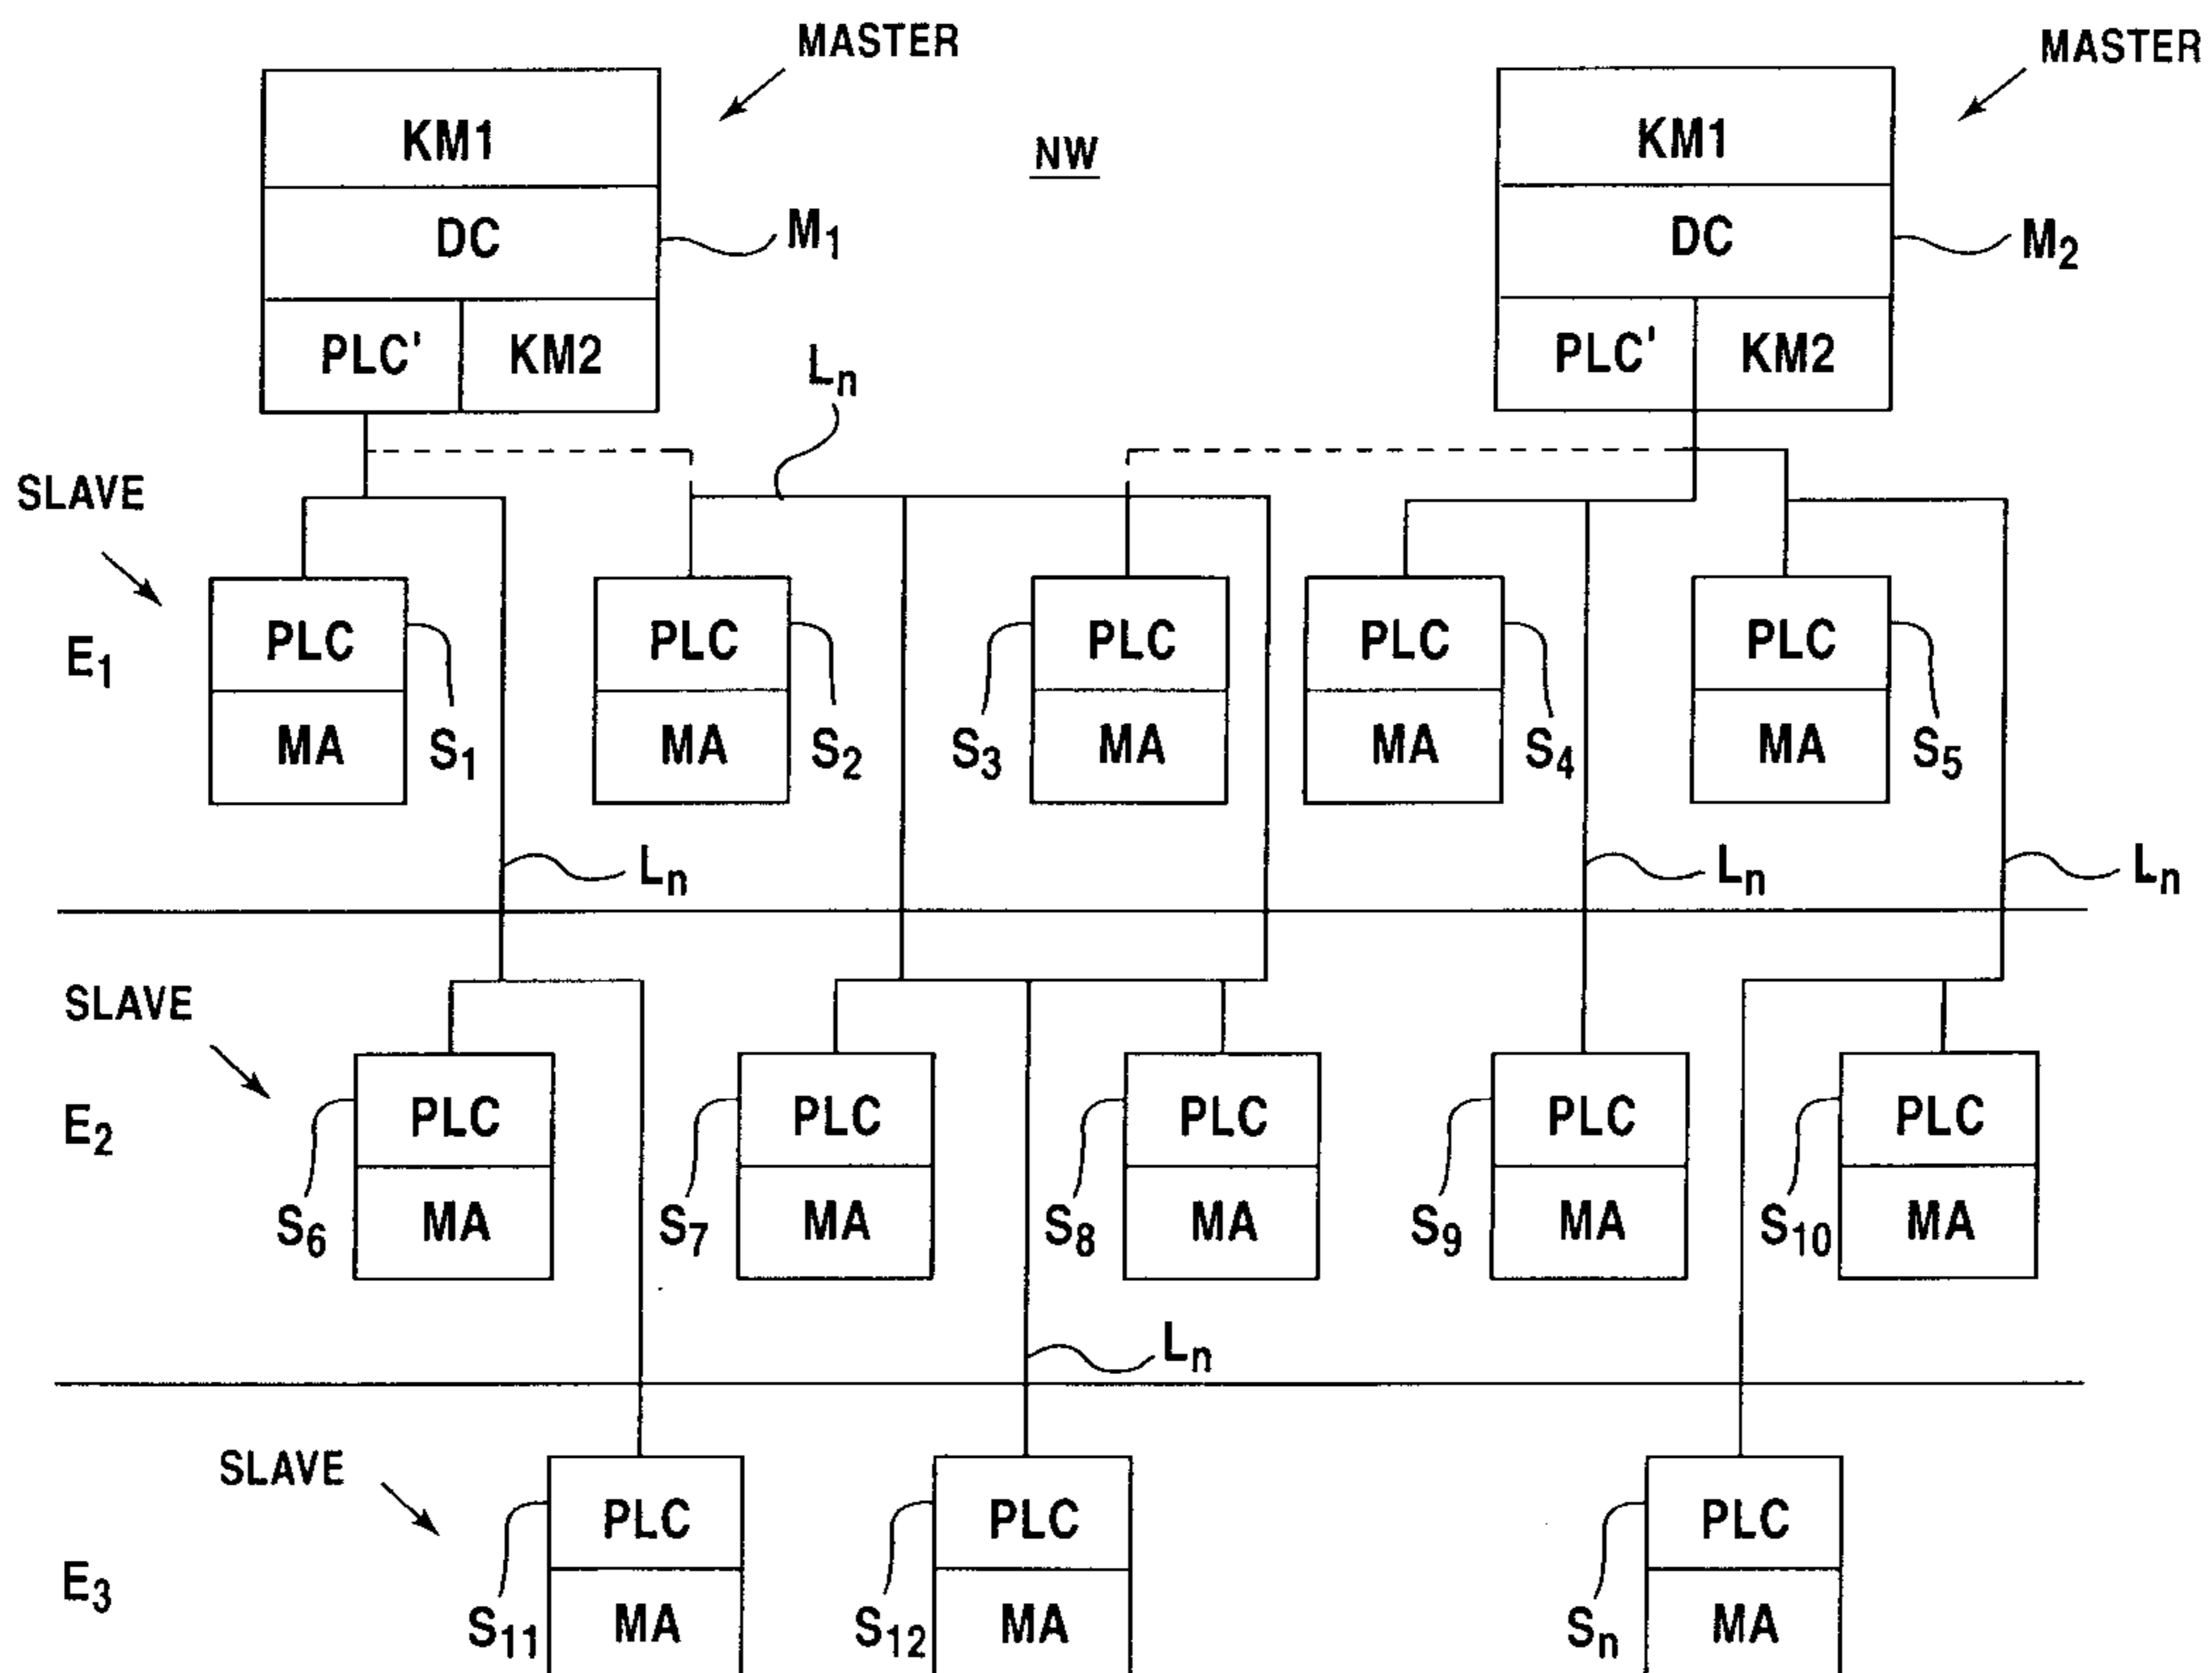 MASTER
MASTER
KM1
NW
KM1
DC
M1
DC
M2
PLC' KM2
Ln
PLC' KM2
SLAVE
E1
PLC
MA
S1
PLC
MA
S2
S3
PLC
MA
PLC
MA
S4
PLC
MA
S5
Ln
Ln
Ln
SLAVE
E2
S6
PLC
MA
S7
PLC
MA
S8
PLC
MA
S9
PLC
MA
S10
PLC
MA
Ln
SLAVE
E3
S11
PLC
MA
S12
PLC
MA
Sn
PLC
MA